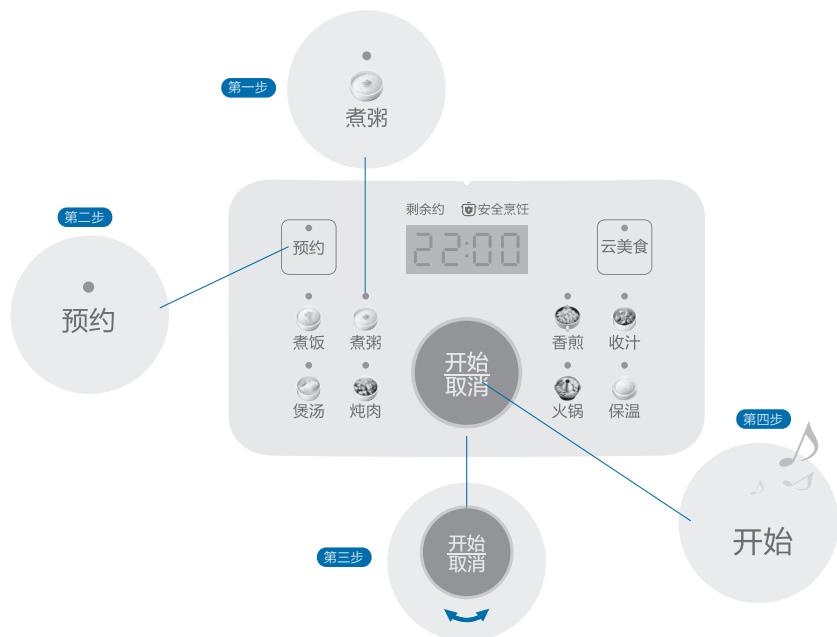 第一步
煮粥
第二步
预约
剩余约 安全烹饪
预约
22:00
云美食
煮饭 煮粥
香煎 收汁
开始
取消
煲汤 炖肉
火锅 保温
第四步
开始
第三步
开始
取消